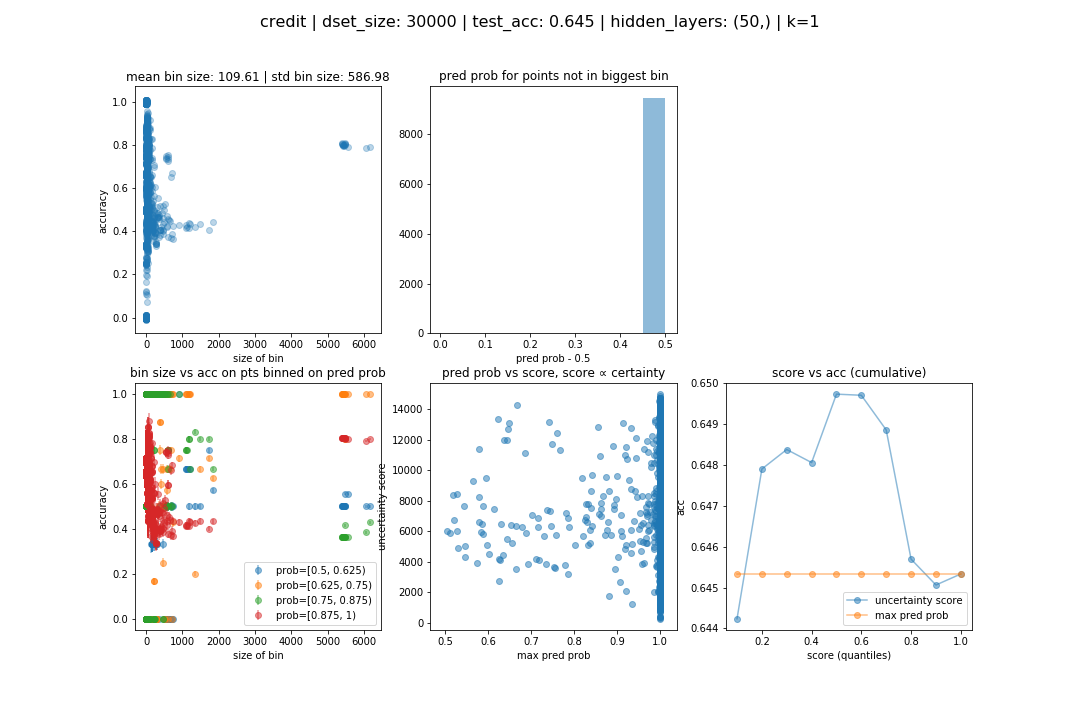 credit | dset_size: 30000 | test_acc: 0.645 | hidden_layers: (50,) | k=1
mean bin size: 109.61 | std bin size: 586.98
1.0
0.8
0.6
0.4
0.2
0.0
accuracy
0 1000 2000 3000 4000 5000 6000
size of bin
pred prob for points not in biggest bin
8000
6000
4000
2000
0
0.0 0.1 0.2 0.3 0.4 0.5
pred prob - 0.5
bin size vs acc on pts binned on pred prob
1.0
0.8
0.6
0.4
0.2
0.0
accuracy
prob=[0.5, 0.625)
prob=[0.625, 0.75)
prob=[0.75, 0.875)
prob=[0.875, 1)
0 1000 2000 3000 4000 5000 6000
size of bin
pred prob vs score, score ∝ certainty
14000
12000
10000
8000
6000
4000
2000
0
uncertainty score
0.5 0.6 0.7 0.8 0.9 1.0
max pred prob
score vs acc (cumulative)
0.650
0.649
0.648
0.647
0.646
0.645
0.644
acc
uncertainty score
max pred prob
0.2 0.4 0.6 0.8 1.0
score (quantiles)